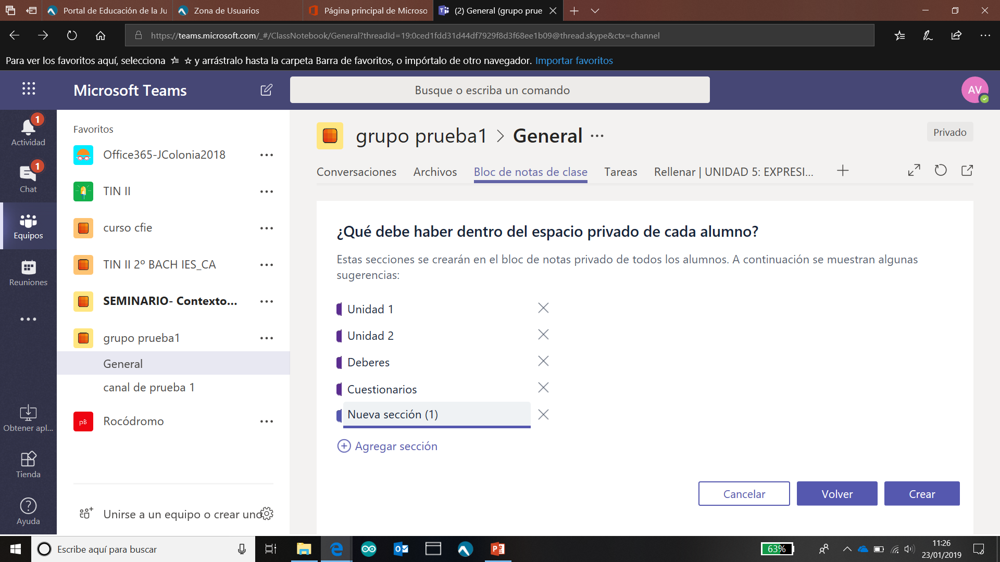 Portal de Educación de la Ju
Zona de Usuarios
Página principal de Microso
(2) General (grupo prue
https://teams.microsoft.com/_#/ClassNotebook/General?threadId=19:0ced1fdd31d44df7929f8d3f68ee1b09@thread.skype&ctx=channel
Para ver los favoritos aquí, selecciona y arrástralo hasta la carpeta Barra de favoritos, o impórtalo de otro navegador. Importar favoritos
Microsoft Teams
Busque o escriba un comando
AV
1
Actividad
1
Chat
Equipos
Reuniones
Obtener apl...
Tienda
Ayuda
Favoritos
Office365-JColonia2018
TIN II
curso cfie
TIN II 2º BACH IES_CA
SEMINARIO- Contexto...
grupo prueba1
General
canal de prueba 1
pB
Rocódromo
Unirse a un equipo o crear uno
grupo prueba1 > General ...
Privado
Conversaciones
Archivos
Bloc de notas de clase
Tareas
Rellenar | UNIDAD 5: EXPRESI...
¿Qué debe haber dentro del espacio privado de cada alumno?
Estas secciones se crearán en el bloc de notas privado de todos los alumnos. A continuación se muestran algunas
sugerencias:
Unidad 1
Unidad 2
Deberes
Cuestionarios
Nueva sección (1)
Agregar sección
Cancelar
Volver
Crear
Escribe aquí para buscar
63%
11:26
23/01/2019